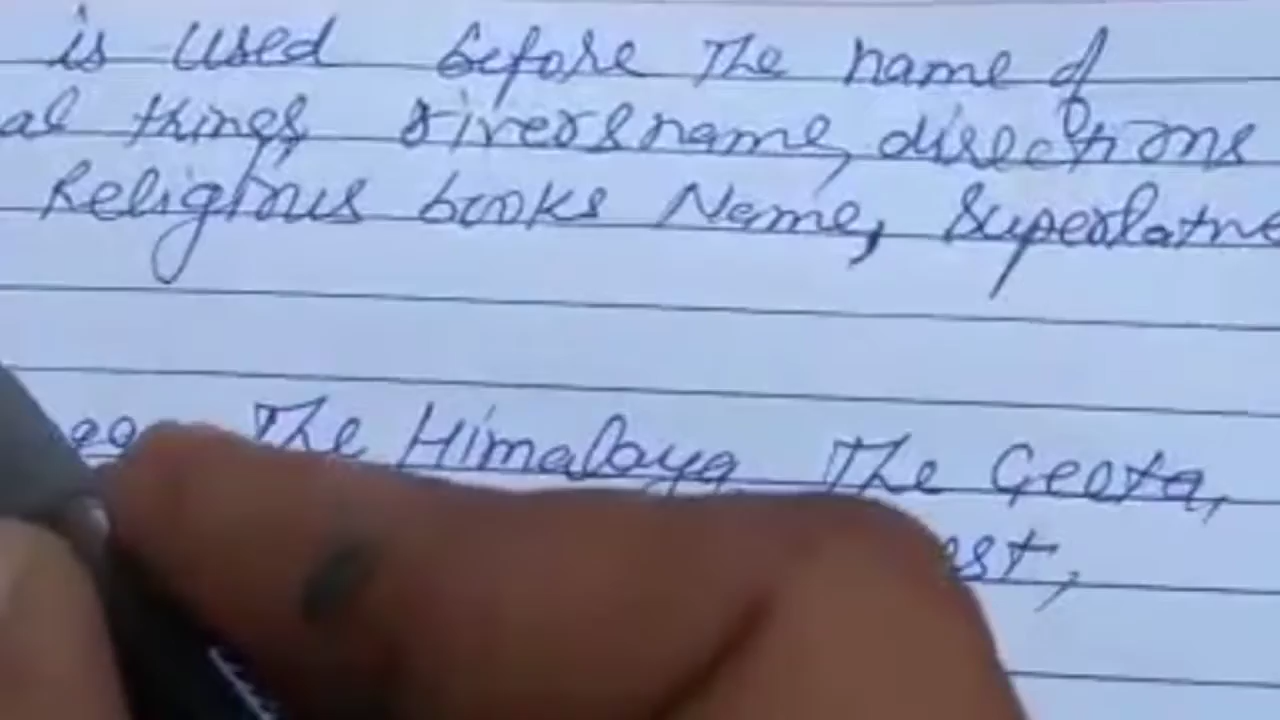 is used before The name of
al things, rivers name, directions
Religious books Name, Superlative
The Himalaya The Geeta,
est,